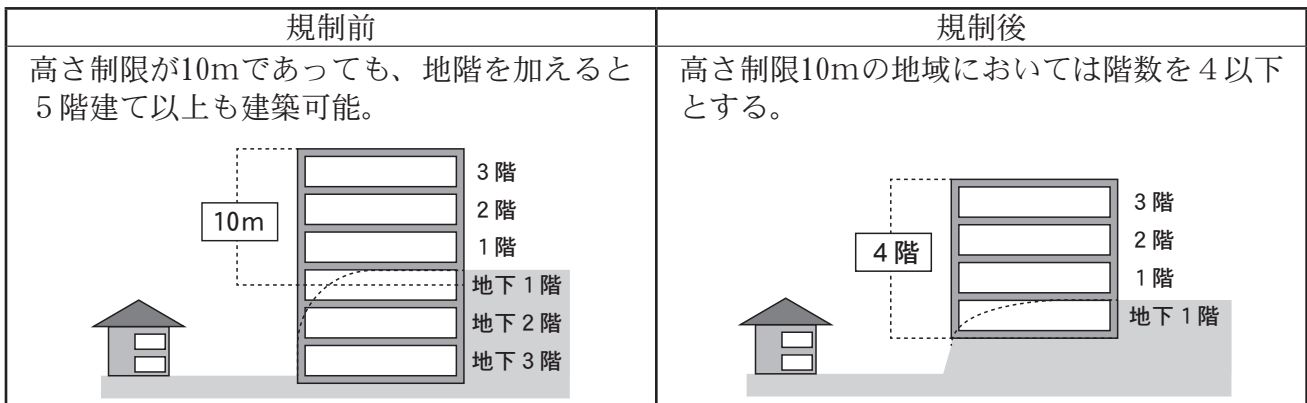 規制前
高さ制限が10ｍであっても、地階を加えると
５階建て以上も建築可能。
3階
2階
10m
1階
地下1階
地下2階
地下3階
規制後
高さ制限10ｍの地域においては階数を４以下
とする。
3階
2階
4階
1階
地下1階